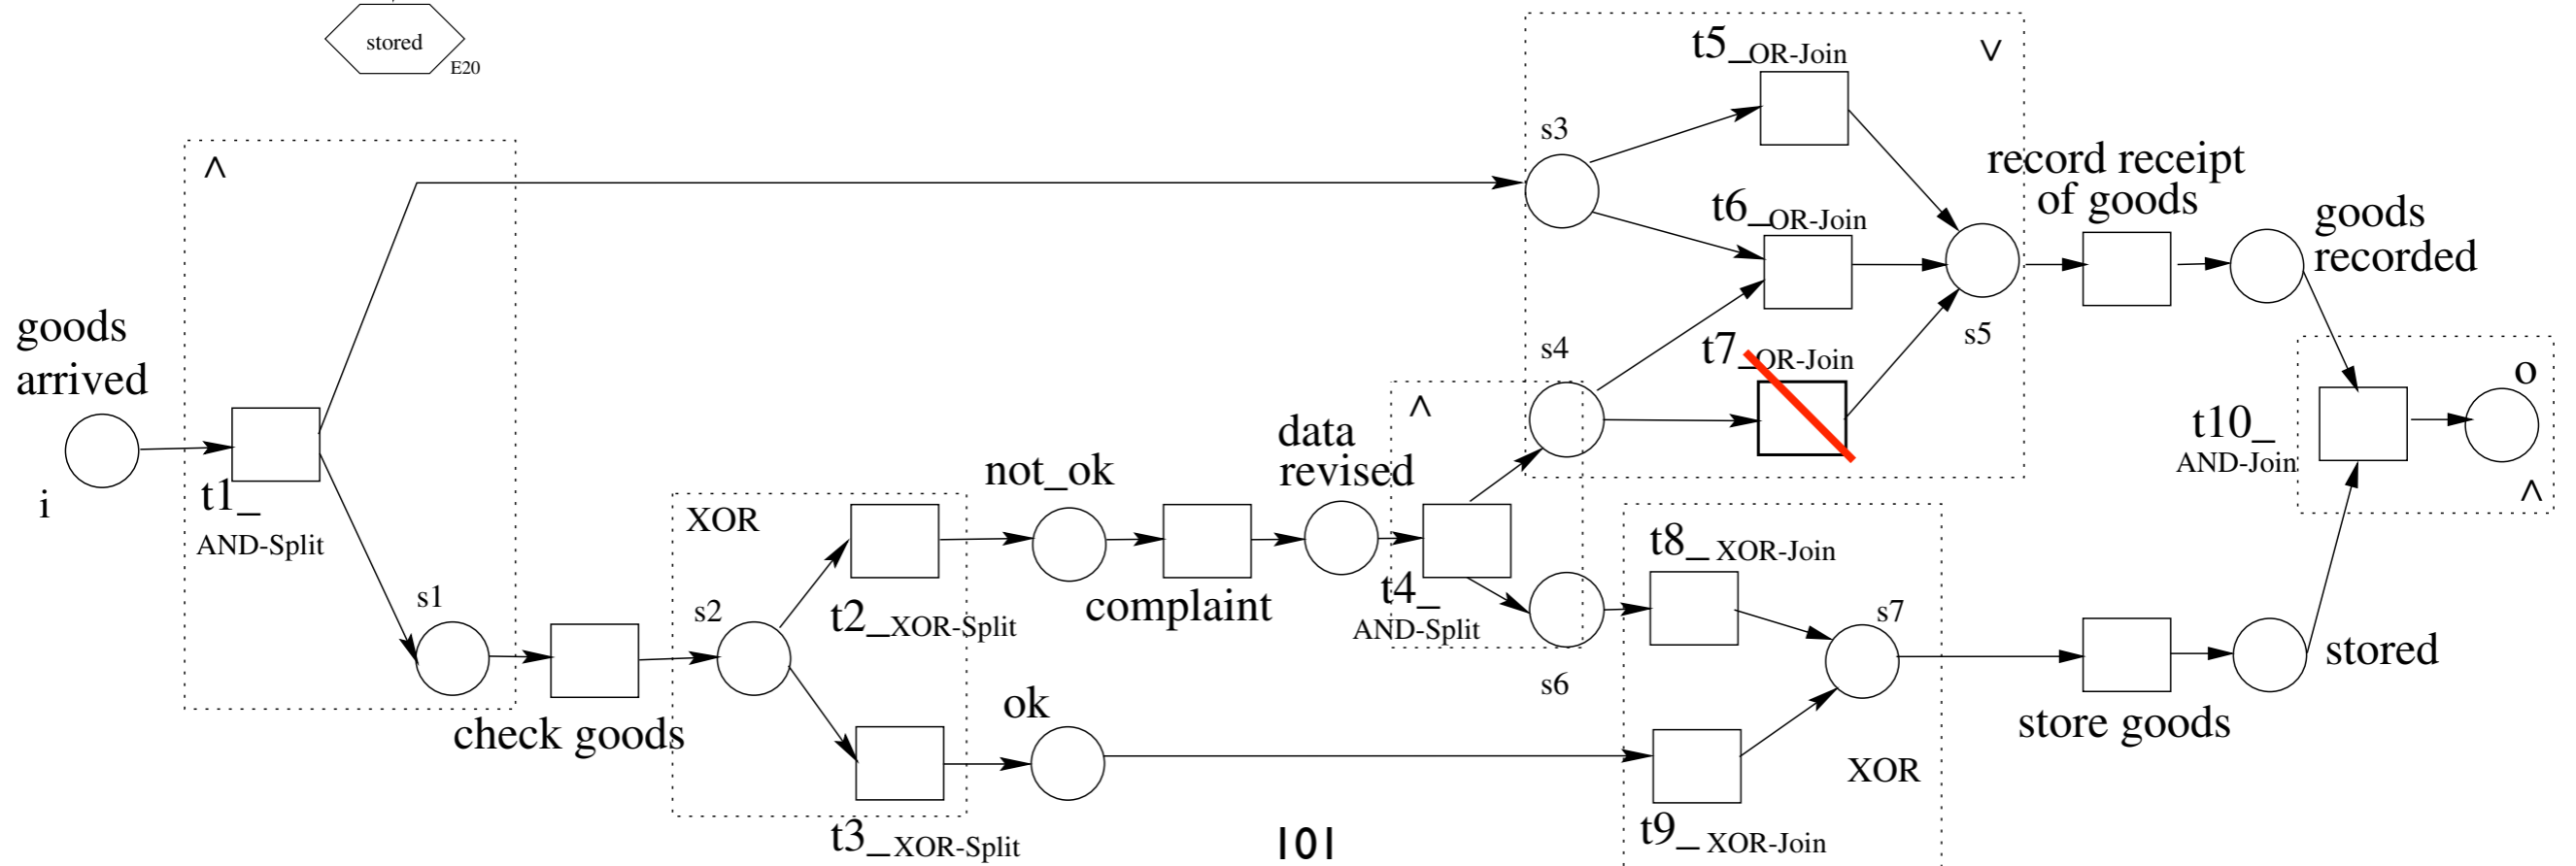 stored
E20
t5_OR-Join
∨
s3
^
record receipt
of goods
t6_OR-Join
goods
recorded
goods
arrived
s5
s4
t7_OR-Join
o
^
data
revised
t10_
AND-Join
not_ok
^
i
t1_
AND-Split
XOR
t8_XOR-Join
complaint
t4_
AND-Split
s1
s2
t2_XOR-Split
s7
stored
s6
ok
check goods
store goods
XOR
t3_XOR-Split
t9_XOR-Join
101